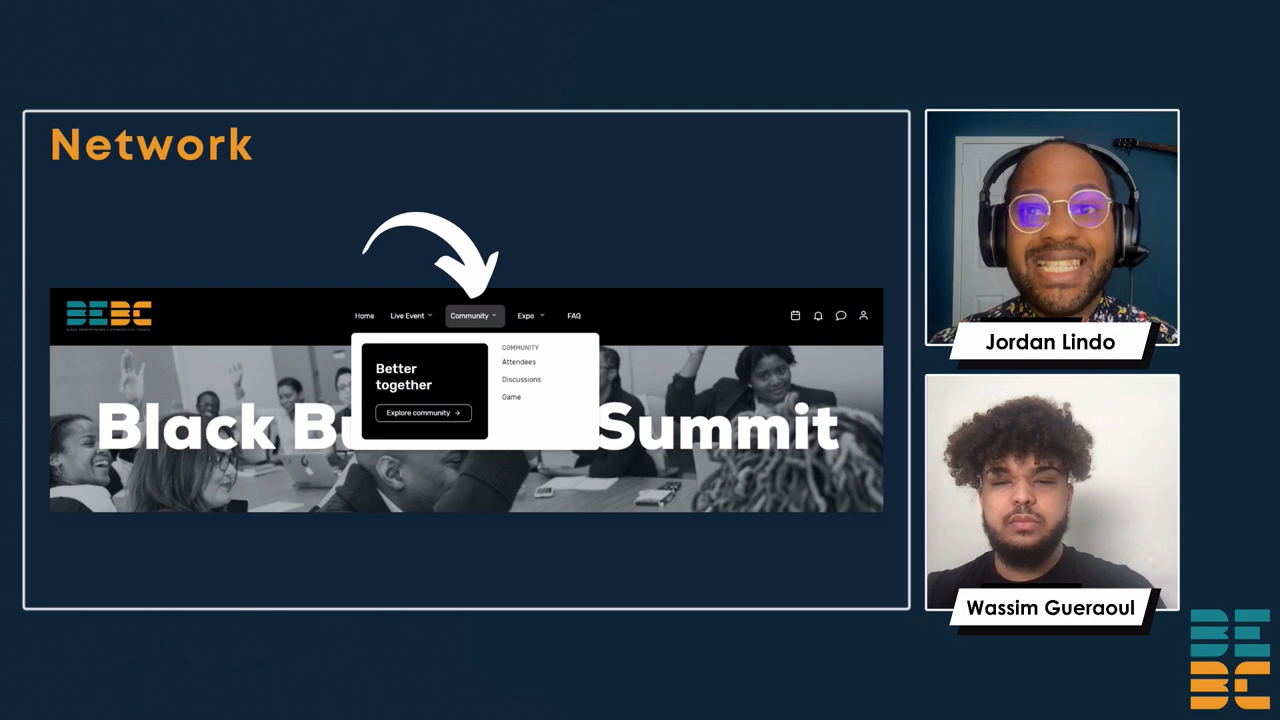 Network
BEBC
Home
Live Event
Community
Expo
FAQ
Better
together
Explore community
COMMUNITY
Attendees
Discussions
Game
Black Bu
Summit
Jordan Lindo
Wassim Gueraoul
BE
BC